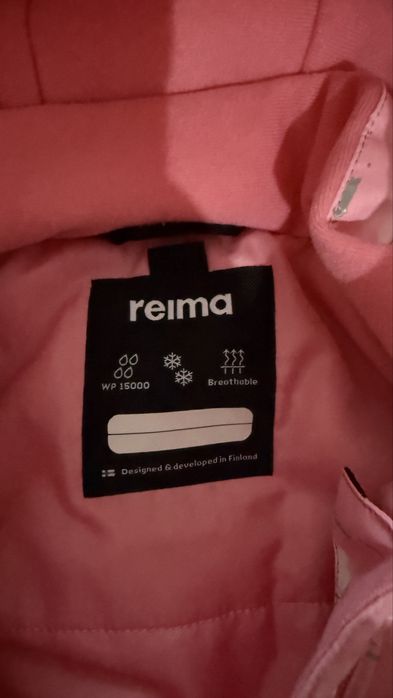 reima
WP 15000
Breathable
Designed & developed in Finland